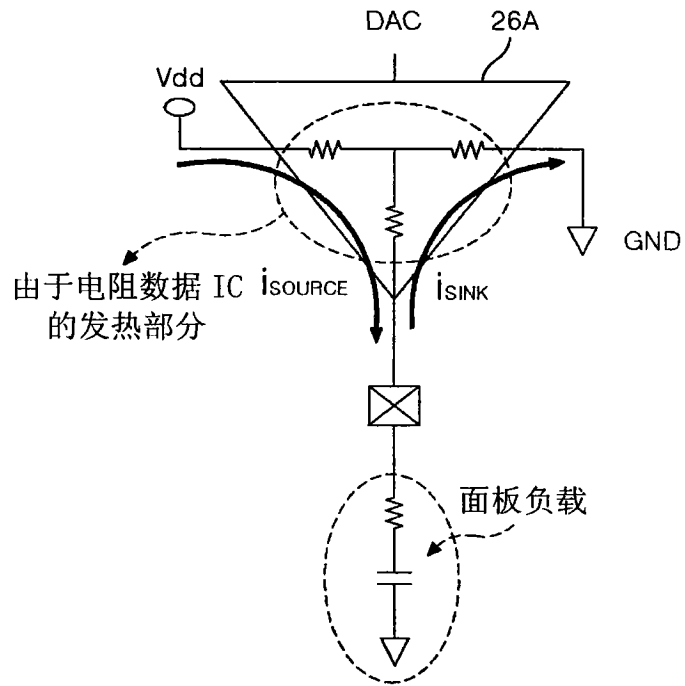 DAC
26A
Vdd
GND
由于电阻数据 IC
的发热部分
iSOURCE
iSINK
面板负载